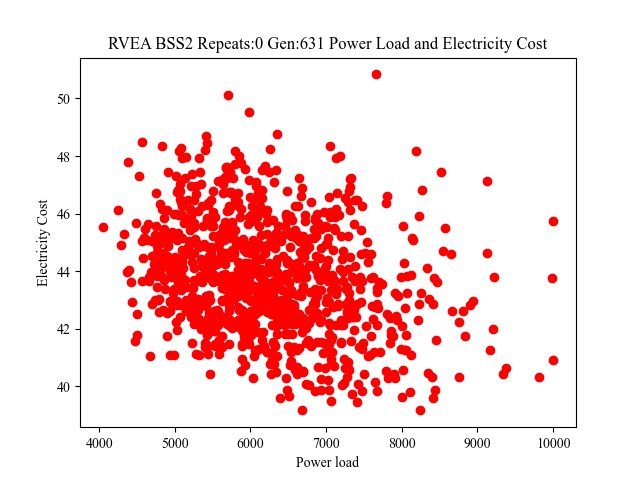 RVEA BSS2 Repeats:0 Gen:631 Power Load and Electricity Cost
50
48
46
44
42
40
Electricity Cost
4000 5000 6000 7000 8000 9000 10000
Power load